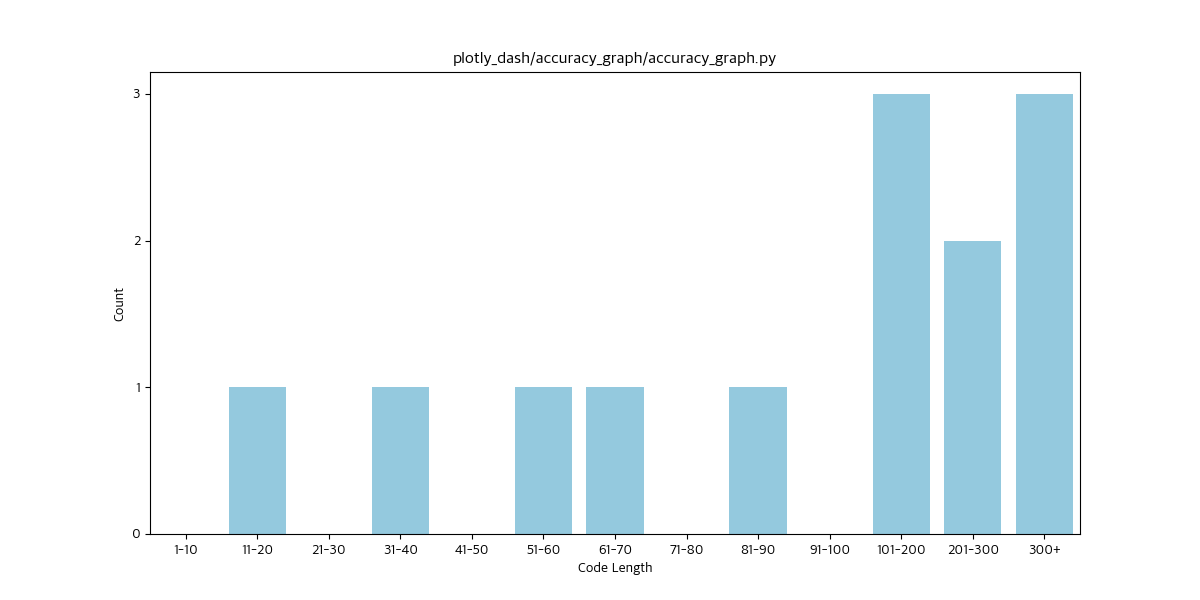 plotly_dash/accuracy_graph/accuracy_graph.py
3
2
1
0
Count
1-10 11-20 21-30 31-40 41-50 51-60 61-70 71-80 81-90 91-100 101-200 201-300 300+
Code Length